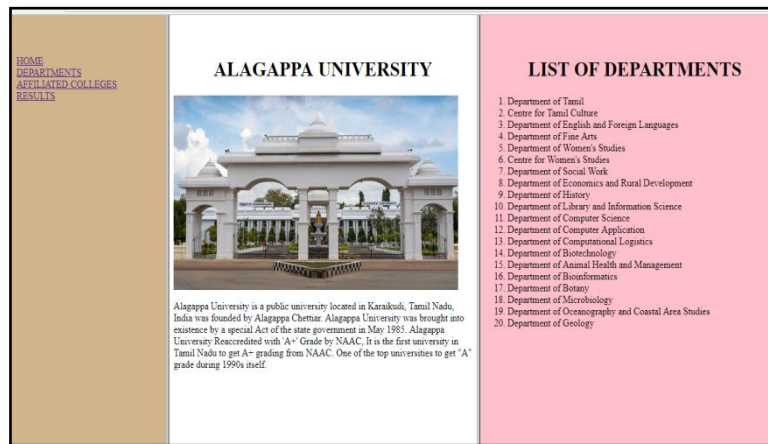 HOME
DEPARTMENTS
AFFILIATED COLLEGES
RESULTS
ALAGAPPA UNIVERSITY
Alagappa University is a public university located in Karaikudi, Tamil Nadu,
India was founded by Alagappa Chettiar. Alagappa University was brought into
existence by a special Act of the state government in May 1985. Alagappa
University Reaccredited with 'A+' Grade by NAAC, It is the first university in
Tamil Nadu to get A+ grading from NAAC. One of the top universities to get "A"
grade during 1990s itself.
LIST OF DEPARTMENTS
1. Department of Tamil
2. Centre for Tamil Culture
3. Department of English and Foreign Languages
4. Department of Fine Arts
5. Department of Women's Studies
6. Centre for Women's Studies
7. Department of Social Work
8. Department of Economics and Rural Development
9. Department of History
10. Department of Library and Information Science
11. Department of Computer Science
12. Department of Computer Application
13. Department of Computational Logistics
14. Department of Biotechnology
15. Department of Animal Health and Management
16. Department of Bioinformatics
17. Department of Botany
18. Department of Microbiology
19. Department of Oceanography and Coastal Area Studies
20. Department of Geology